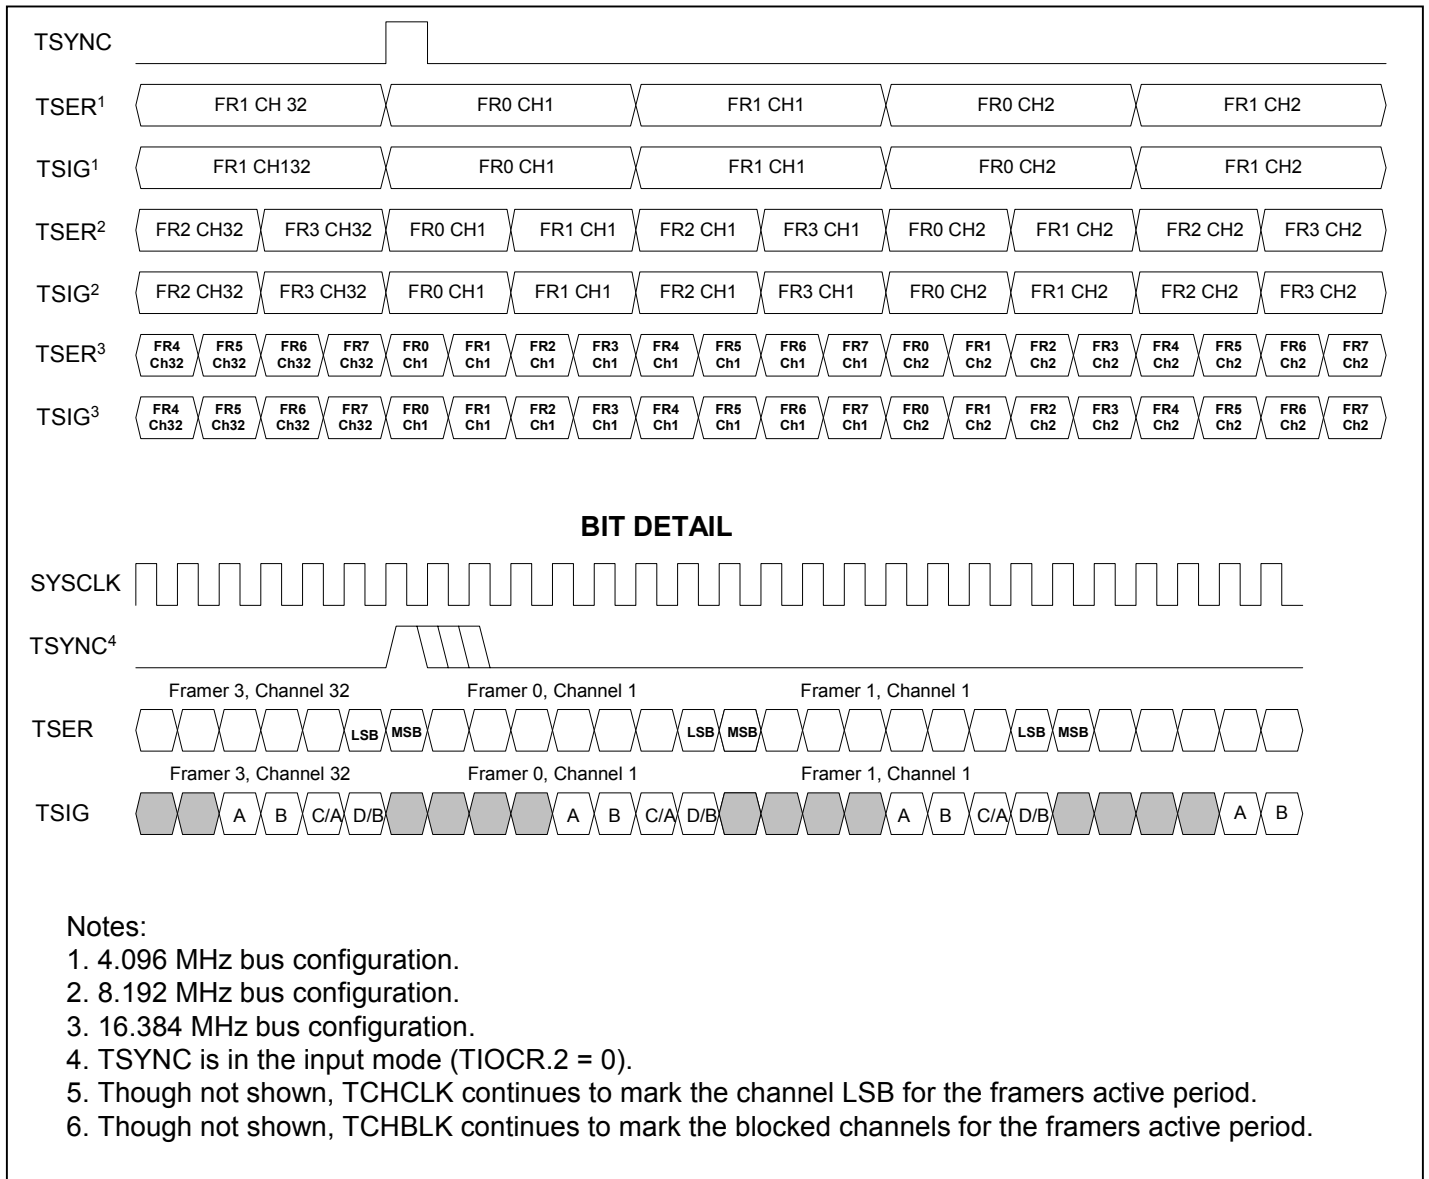 TSYNC
TSER1 FR1 CH 32 FR0 CH1 FR1 CH1 FR0 CH2 FR1 CH2
TSIG1 FR1 CH132 FR0 CH1 FR1 CH1 FR0 CH2 FR1 CH2
TSER2 FR2 CH32 FR3 CH32 FR0 CH1 FR1 CH1 FR2 CH1 FR3 CH1 FR0 CH2 FR1 CH2 FR2 CH2 FR3 CH2
TSIG2 FR2 CH32 FR3 CH32 FR0 CH1 FR1 CH1 FR2 CH1 FR3 CH1 FR0 CH2 FR1 CH2 FR2 CH2 FR3 CH2
TSER3 FR4 Ch32 FR5 Ch32 FR6 Ch32 FR7 Ch32 FR0 Ch1 FR1 Ch1 FR2 Ch1 FR3 Ch1 FR4 Ch1 FR5 Ch1 FR6 Ch1 FR7 Ch1 FR0 Ch2 FR1 Ch2 FR2 Ch2 FR3 Ch2 FR4 Ch2 FR5 Ch2 FR6 Ch2 FR7 Ch2
TSIG3 FR4 Ch32 FR5 Ch32 FR6 Ch32 FR7 Ch32 FR0 Ch1 FR1 Ch1 FR2 Ch1 FR3 Ch1 FR4 Ch1 FR5 Ch1 FR6 Ch1 FR7 Ch1 FR0 Ch2 FR1 Ch2 FR2 Ch2 FR3 Ch2 FR4 Ch2 FR5 Ch2 FR6 Ch2 FR7 Ch2
BIT DETAIL
SYSCLK
TSYNC4
Framer 3, Channel 32 Framer 0, Channel 1 Framer 1, Channel 1
TSER LSB MSB LSB MSB LSB MSB
Framer 3, Channel 32 Framer 0, Channel 1 Framer 1, Channel 1
TSIG A B C/A D/B A B C/A D/B A B C/A D/B A B
Notes:
1. 4.096 MHz bus configuration.
2. 8.192 MHz bus configuration.
3. 16.384 MHz bus configuration.
4. TSYNC is in the input mode (TIOCR.2 = 0).
5. Though not shown, TCHCLK continues to mark the channel LSB for the framers active period.
6. Though not shown, TCHBLK continues to mark the blocked channels for the framers active period.